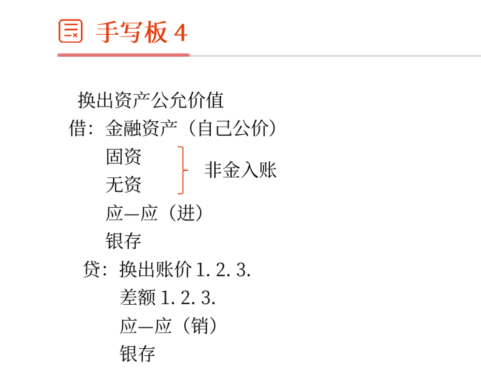 手写板 4
换出资产公允价值
借：金融资产（自己公价）
固资
无资
非金入账
应—应（进）
银存
贷：换出账价 1. 2. 3.
差额 1. 2. 3.
应—应（销）
银存